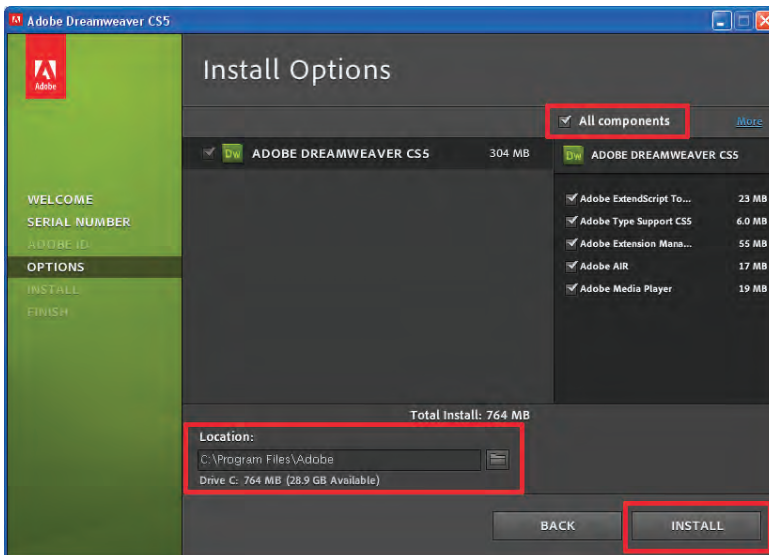 Adobe Dreamweaver CS5
Adobe
Install Options
All components
More
Dw ADOBE DREAMWEAVER CS5 304 MB
Dw ADOBE DREAMWEAVER CS5
WELCOME
SERIAL NUMBER
ADOBE ID
OPTIONS
INSTALL
FINISH
Adobe ExtendScript To... 23 MB
Adobe Type Support CS5 6.0 MB
Adobe Extension Mana... 55 MB
Adobe AIR 17 MB
Adobe Media Player 19 MB
Total Install: 764 MB
Location:
C:\Program Files\Adobe
Drive C: 764 MB (28.9 GB Available)
BACK
INSTALL